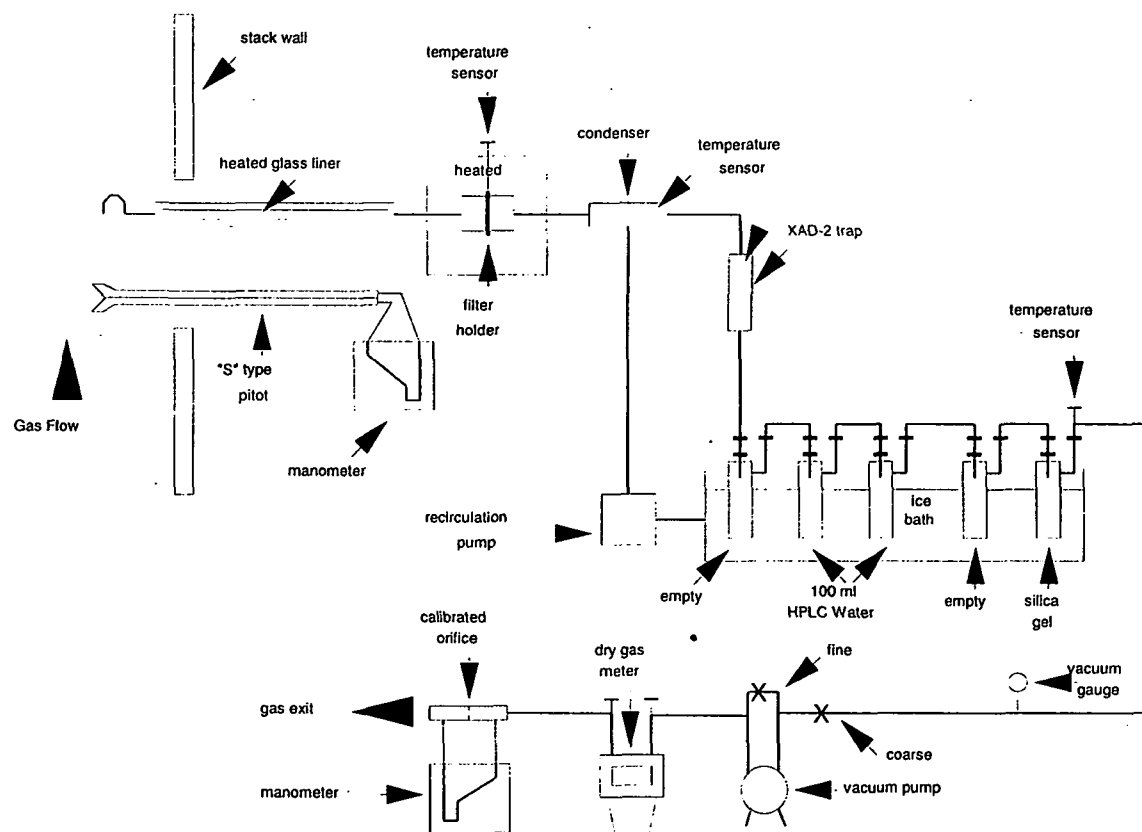 stack wall
temperature
sensor
condenser
temperature
sensor
heated glass liner
heated
XAD-2 trap
filter
holder
temperature
sensor
"S" type
pitot
Gas Flow
manometer
ice
bath
recirculation
pump
empty
100 ml
HPLC Water
empty
silica
gel
calibrated
orifice
dry gas
meter
fine
vacuum
gauge
gas exit
coarse
manometer
vacuum pump